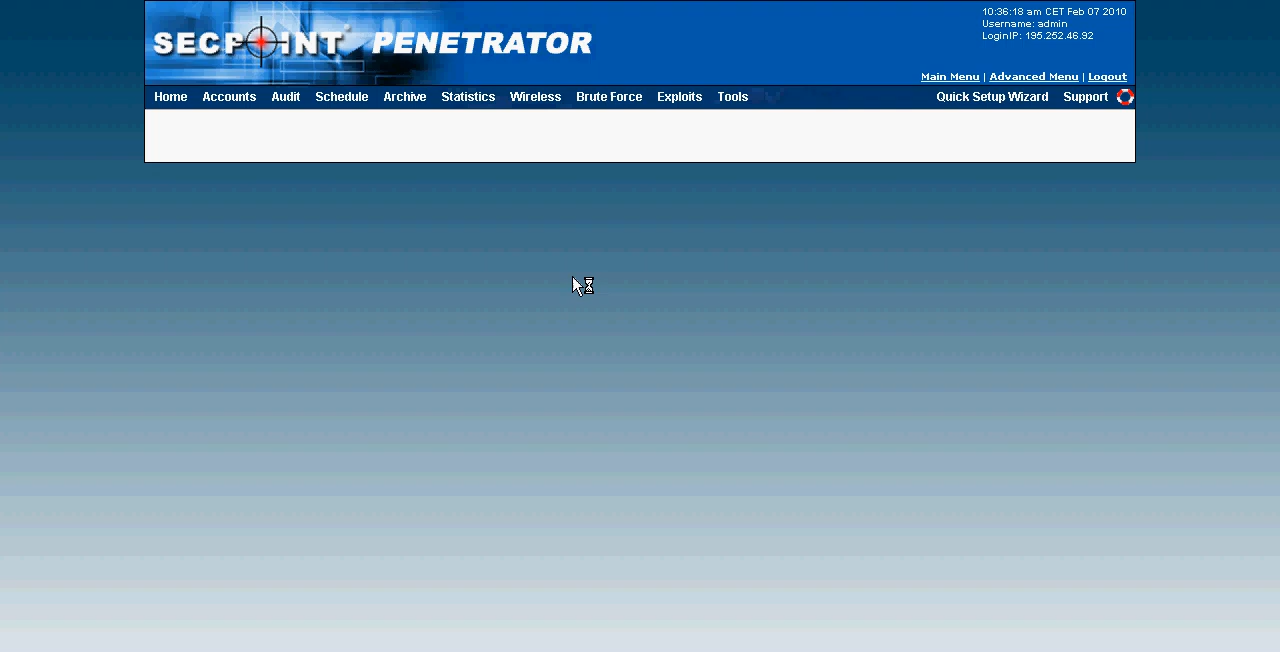 SECPOINT PENETRATOR
10:36:18 am CET Feb 07 2010
Username: admin
LoginIP: 195.252.46.92
Main Menu | Advanced Menu | Logout
Home Accounts Audit Schedule Archive Statistics Wireless Brute Force Exploits Tools Quick Setup Wizard Support